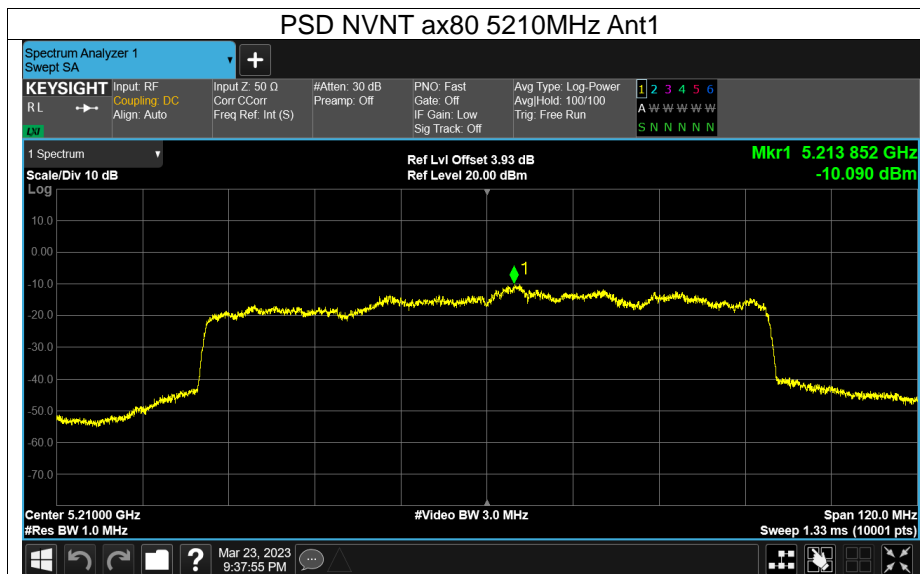 PSD NVNT ax80 5210MHz Ant1
Spectrum Analyzer 1
Swept SA
+
KEYSIGHT
R L
LXI
Input: RF
Coupling: DC
Align: Auto
Input Z: 50 Ω
Corr CCorr
Freq Ref: Int (S)
#Atten: 30 dB
Preamp: Off
PNO: Fast
Gate: Off
IF Gain: Low
Sig Track: Off
Avg Type: Log-Power
Avg|Hold: 100/100
Trig: Free Run
1 2 3 4 5 6
A W W W W W
S N N N N N
1 Spectrum
Scale/Div 10 dB
Log
Ref Lvl Offset 3.93 dB
Ref Level 20.00 dBm
Mkr1 5.213 852 GHz
-10.090 dBm
10.0
0.00
-10.0
-20.0
-30.0
-40.0
-50.0
-60.0
-70.0
1
Center 5.21000 GHz
#Res BW 1.0 MHz
#Video BW 3.0 MHz
Span 120.0 MHz
Sweep 1.33 ms (10001 pts)
?
Mar 23, 2023
9:37:55 PM